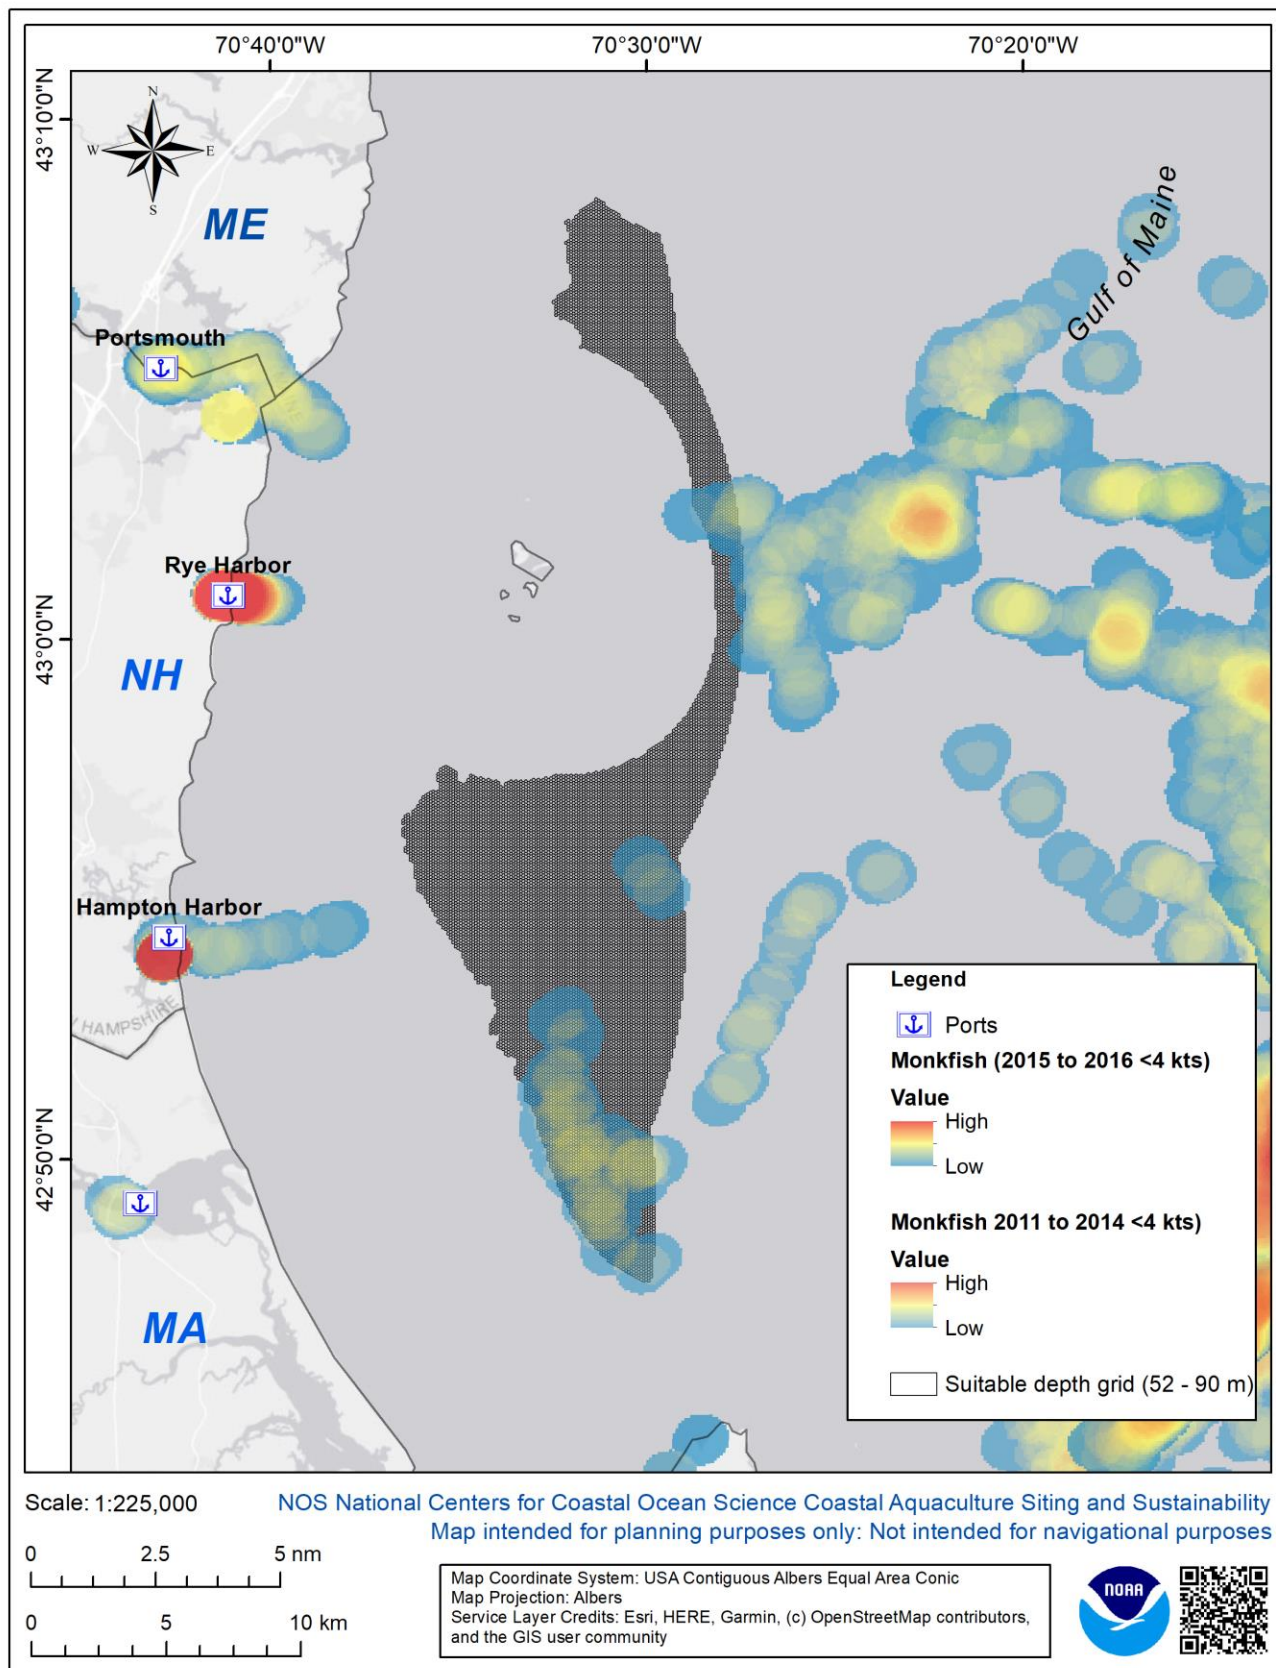 70°40'0"W 70°30'0"W 70°20'0"W
43°10'0"N
N
W E
S
ME
Gulf of Maine
Portsmouth
Rye Harbor
43°0'0"N
NH
Hampton Harbor
HAMPSHIRE
42°50'0"N
MA
Legend
Ports
Monkfish (2015 to 2016 <4 kts)
Value
High
Low
Monkfish 2011 to 2014 <4 kts)
Value
High
Low
Suitable depth grid (52 - 90 m)
Scale: 1:225,000
NOS National Centers for Coastal Ocean Science Coastal Aquaculture Siting and Sustainability
Map intended for planning purposes only: Not intended for navigational purposes
0 2.5 5 nm
0 5 10 km
Map Coordinate System: USA Contiguous Albers Equal Area Conic
Map Projection: Albers
Service Layer Credits: Esri, HERE, Garmin, (c) OpenStreetMap contributors,
and the GIS user community
NOAA